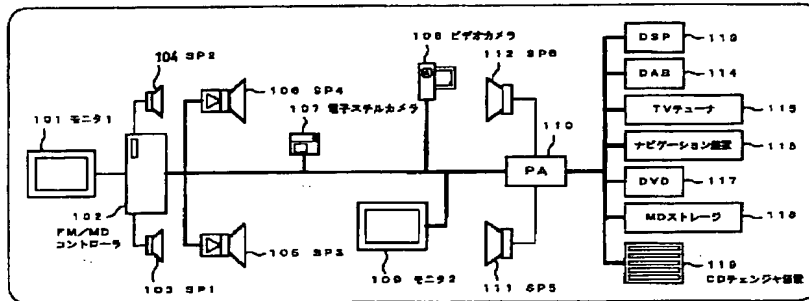 104 SP2
106 SP4
107 電子スチルカメラ
108 ビデオカメラ
112 SP6
101 モニタ1
102
FM/MD
コントローラ
103 SP1
105 SP3
109 モニタ2
110
PA
111 SP5
DSP
113
DAB
114
TVチューナ
115
ナビゲーション装置
116
DVD
117
MDストレージ
118
119
CDチェンジャ装置